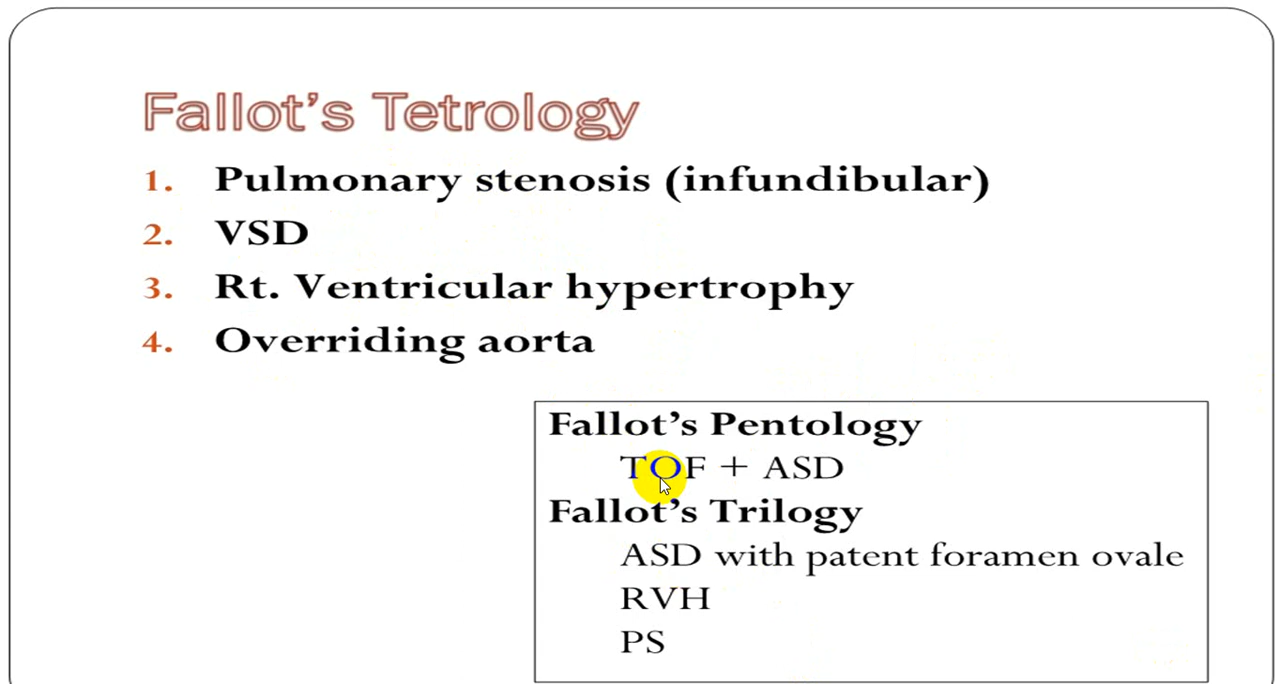 Fallot's Tetrology
1. Pulmonary stenosis (infundibular)
2. VSD
3. Rt. Ventricular hypertrophy
4. Overriding aorta
Fallot's Pentology
TOF + ASD
Fallot's Trilogy
ASD with patent foramen ovale
RVH
PS